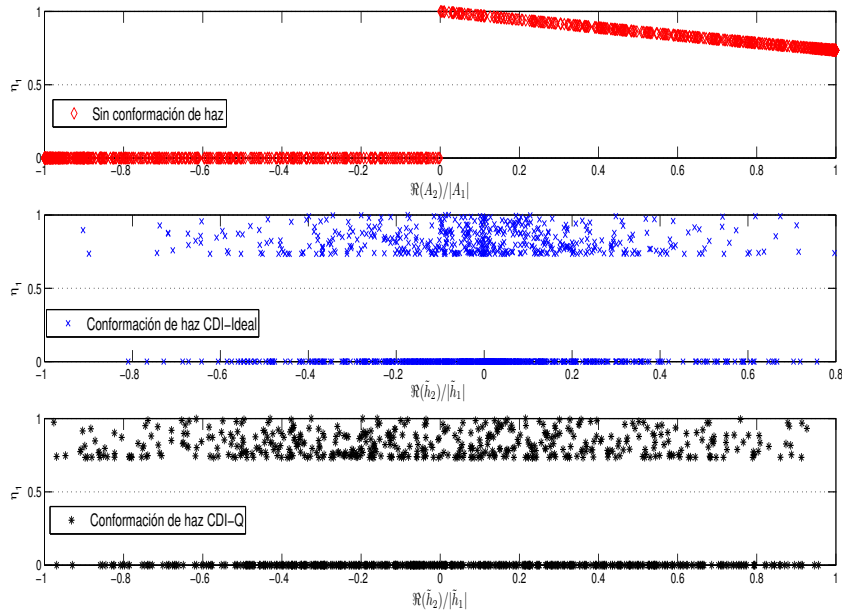 1
0.5
0
η₁
◇ Sin conformación de haz
−1 −0.8 −0.6 −0.4 −0.2 0 0.2 0.4 0.6 0.8 1
ℜ(A₂)/|A₁|
1
0.5
0
η₁
× Conformación de haz CDI−Ideal
−1 −0.8 −0.6 −0.4 −0.2 0 0.2 0.4 0.6 0.8
ℜ(h̃₂)/|h̃₁|
1
0.5
0
η₁
* Conformación de haz CDI−Q
−1 −0.8 −0.6 −0.4 −0.2 0 0.2 0.4 0.6 0.8 1
ℜ(h̃₂)/|h̃₁|